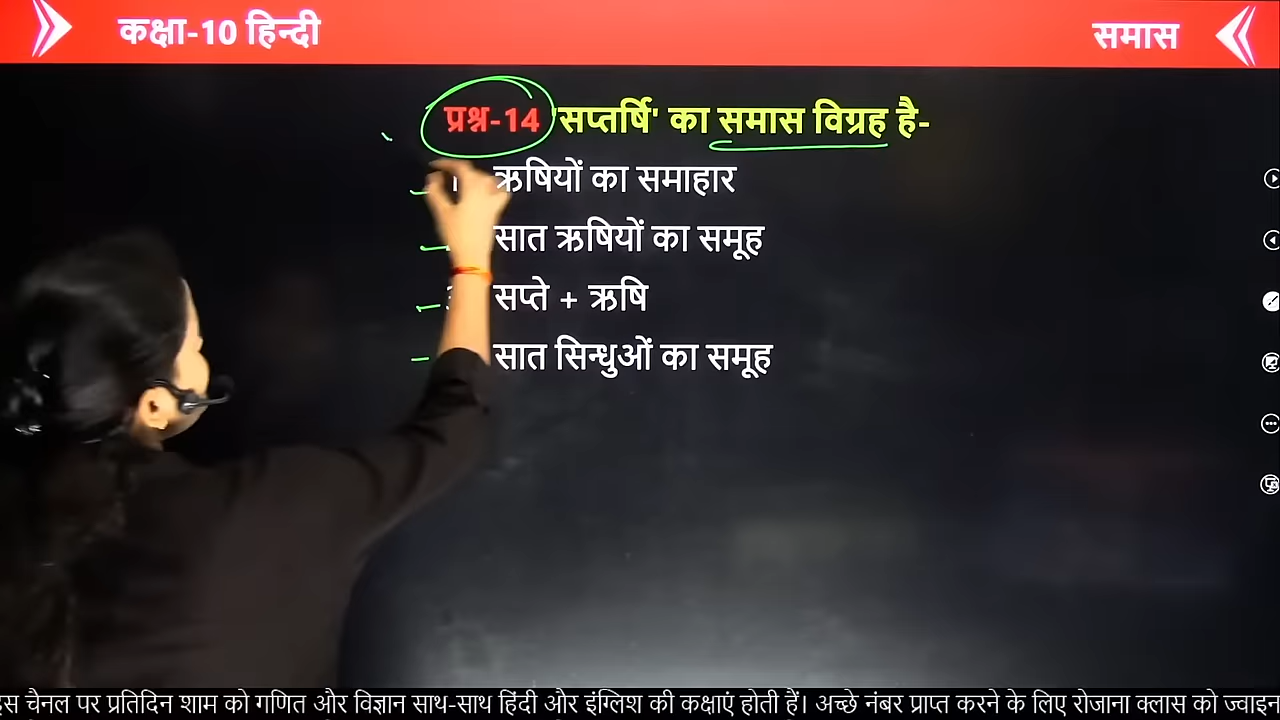 कक्षा-10 हिन्दी
समास
प्रश्न-14 'सप्तर्षि' का समास विग्रह है-
ऋषियों का समाहार
सात ऋषियों का समूह
सप्ते + ऋषि
सात सिन्धुओं का समूह
चैनल पर प्रतिदिन शाम को गणित और विज्ञान साथ-साथ हिंदी और इंग्लिश की कक्षाएं होती हैं। अच्छे नंबर प्राप्त करने के लिए रोजाना क्लास को ज्वाइन